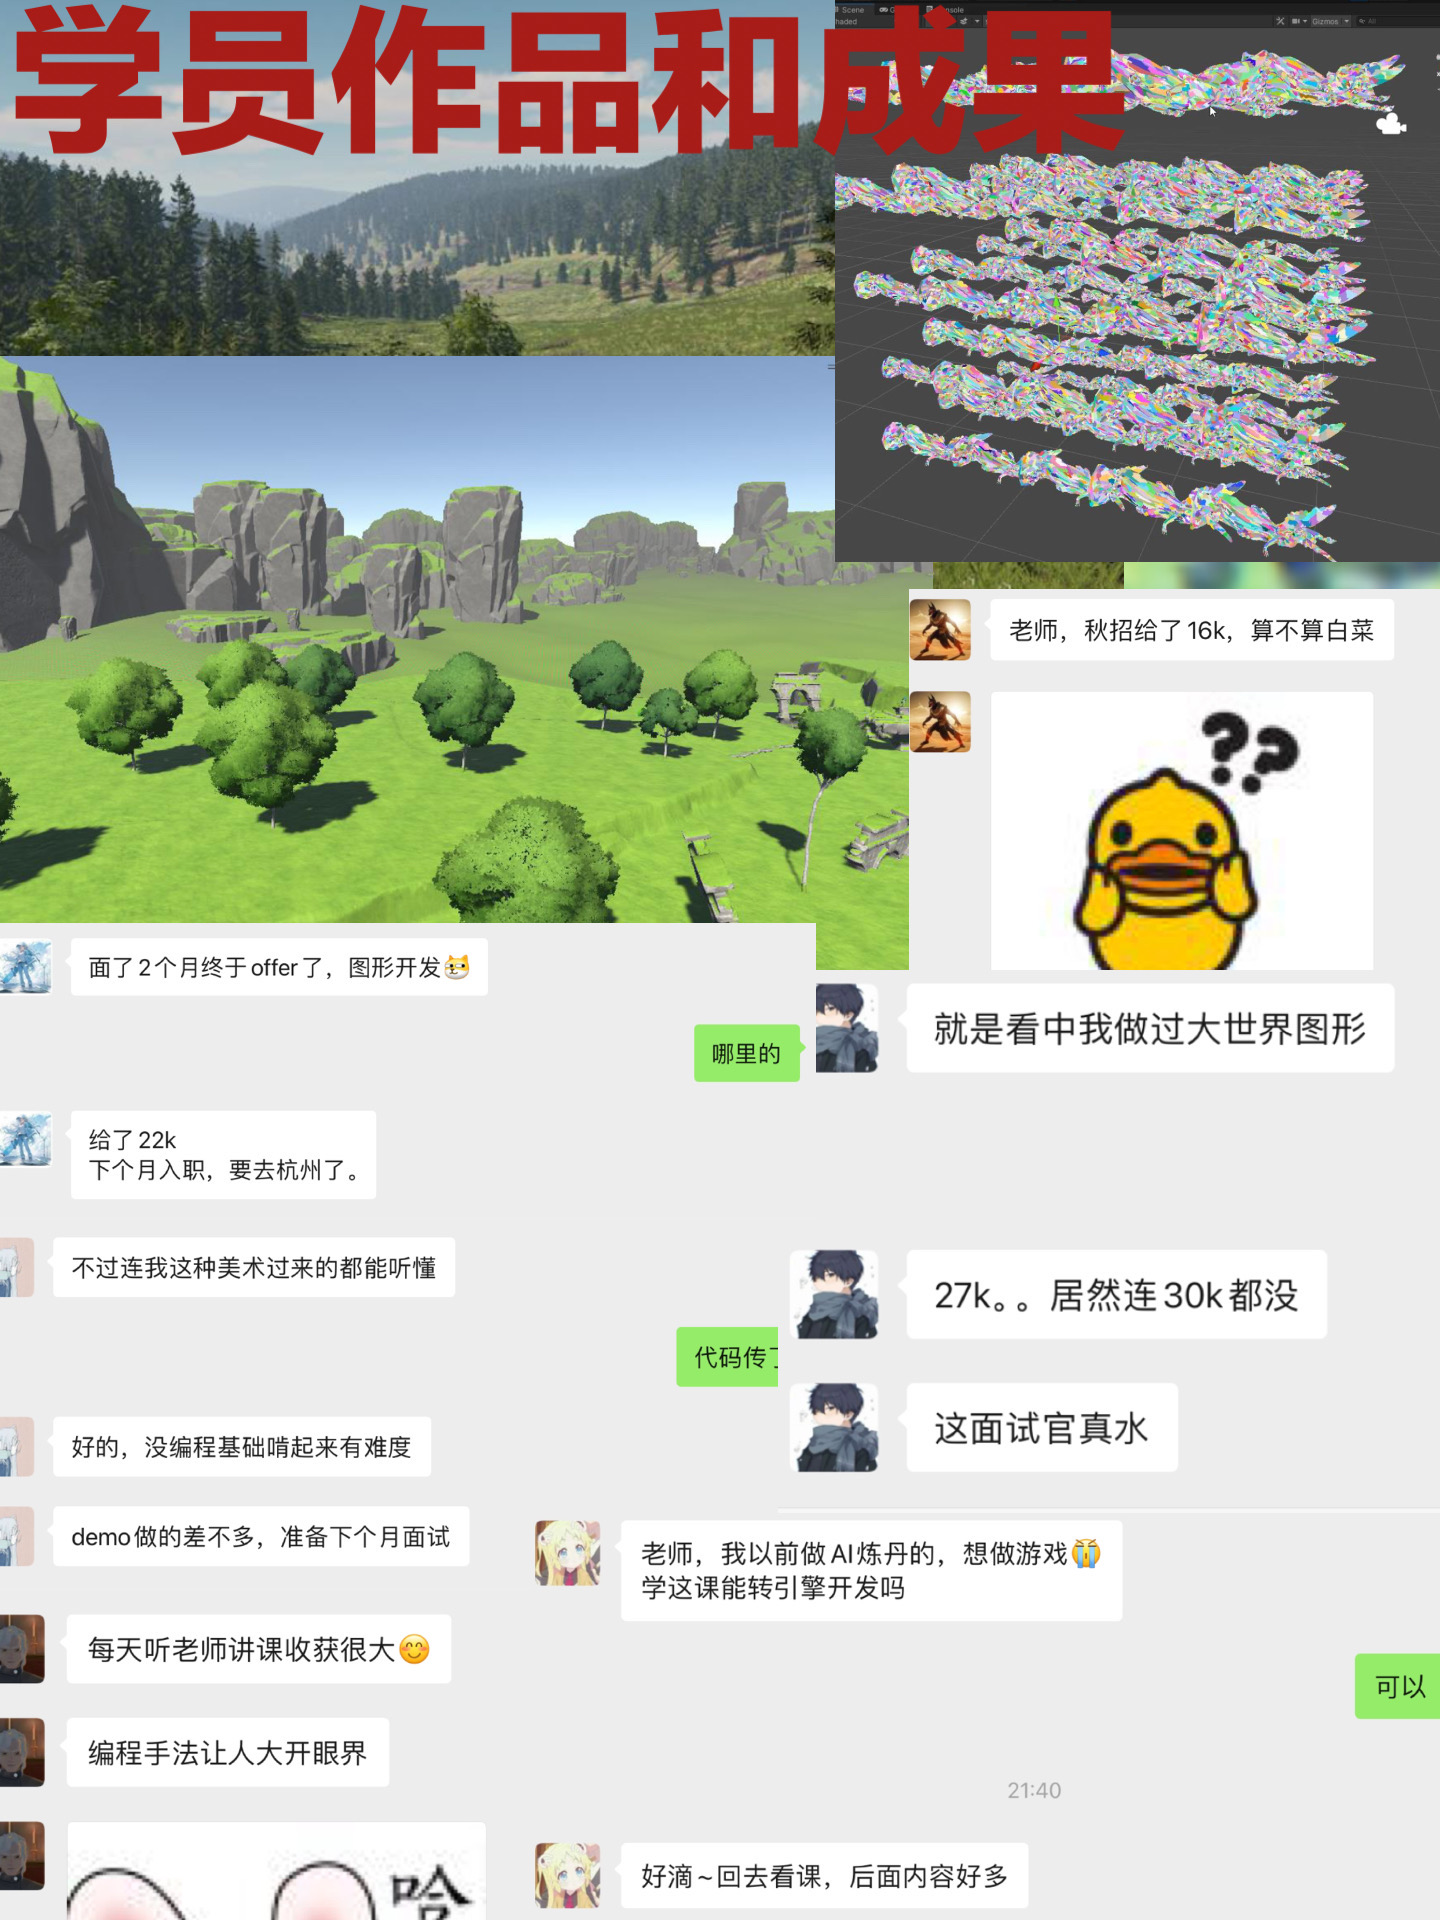 学员作品和成果
Scene
Console
haded
Gizmos
All
老师，秋招给了16k，算不算白菜
??
面了2个月终于offer了，图形开发
哪里的
就是看中我做过大世界图形
给了22k
下个月入职，要去杭州了。
不过连我这种美术过来的都能听懂
27k。。居然连30k都没
代码传了
这面试官真水
好的，没编程基础啃起来有难度
demo做的差不多，准备下个月面试
老师，我以前做AI炼丹的，想做游戏
学这课能转引擎开发吗
每天听老师讲课收获很大
可以
编程手法让人大开眼界
21:40
好滴~回去看课，后面内容好多
哈